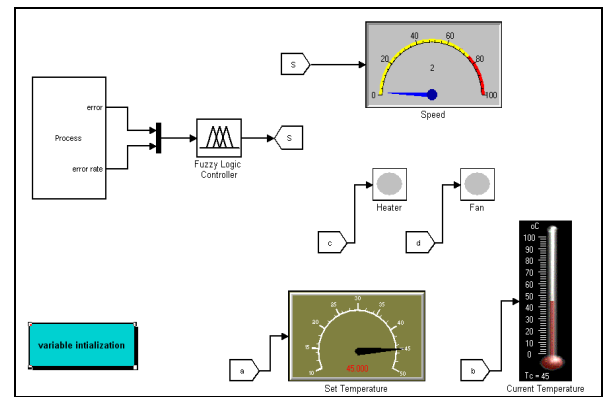 error
Process
error rate
Fuzzy Logic
Controller
S
S
0
20
40
60
80
100
2
Speed
Heater
Fan
c
d
variable intialization
a
10
15
20
25
30
35
40
45
50
45.000
Set Temperature
b
oC
100
90
80
70
60
50
40
30
20
10
0
Tc = 45
Current Temperature